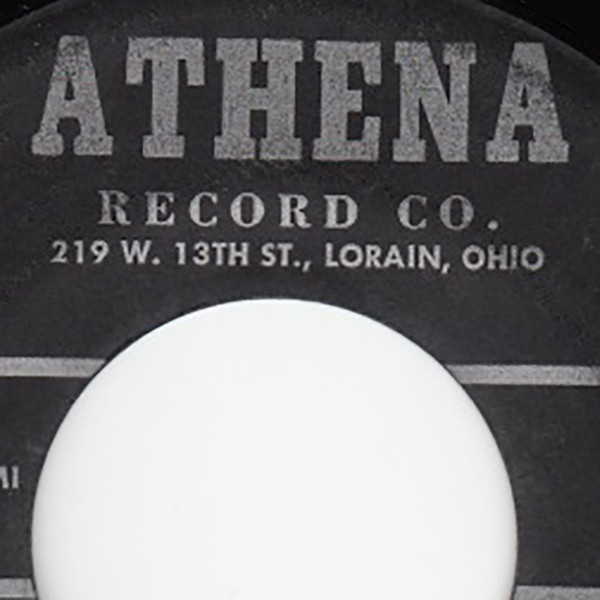 ATHENA
RECORD CO.
219 W. 13TH ST., LORAIN, OHIO